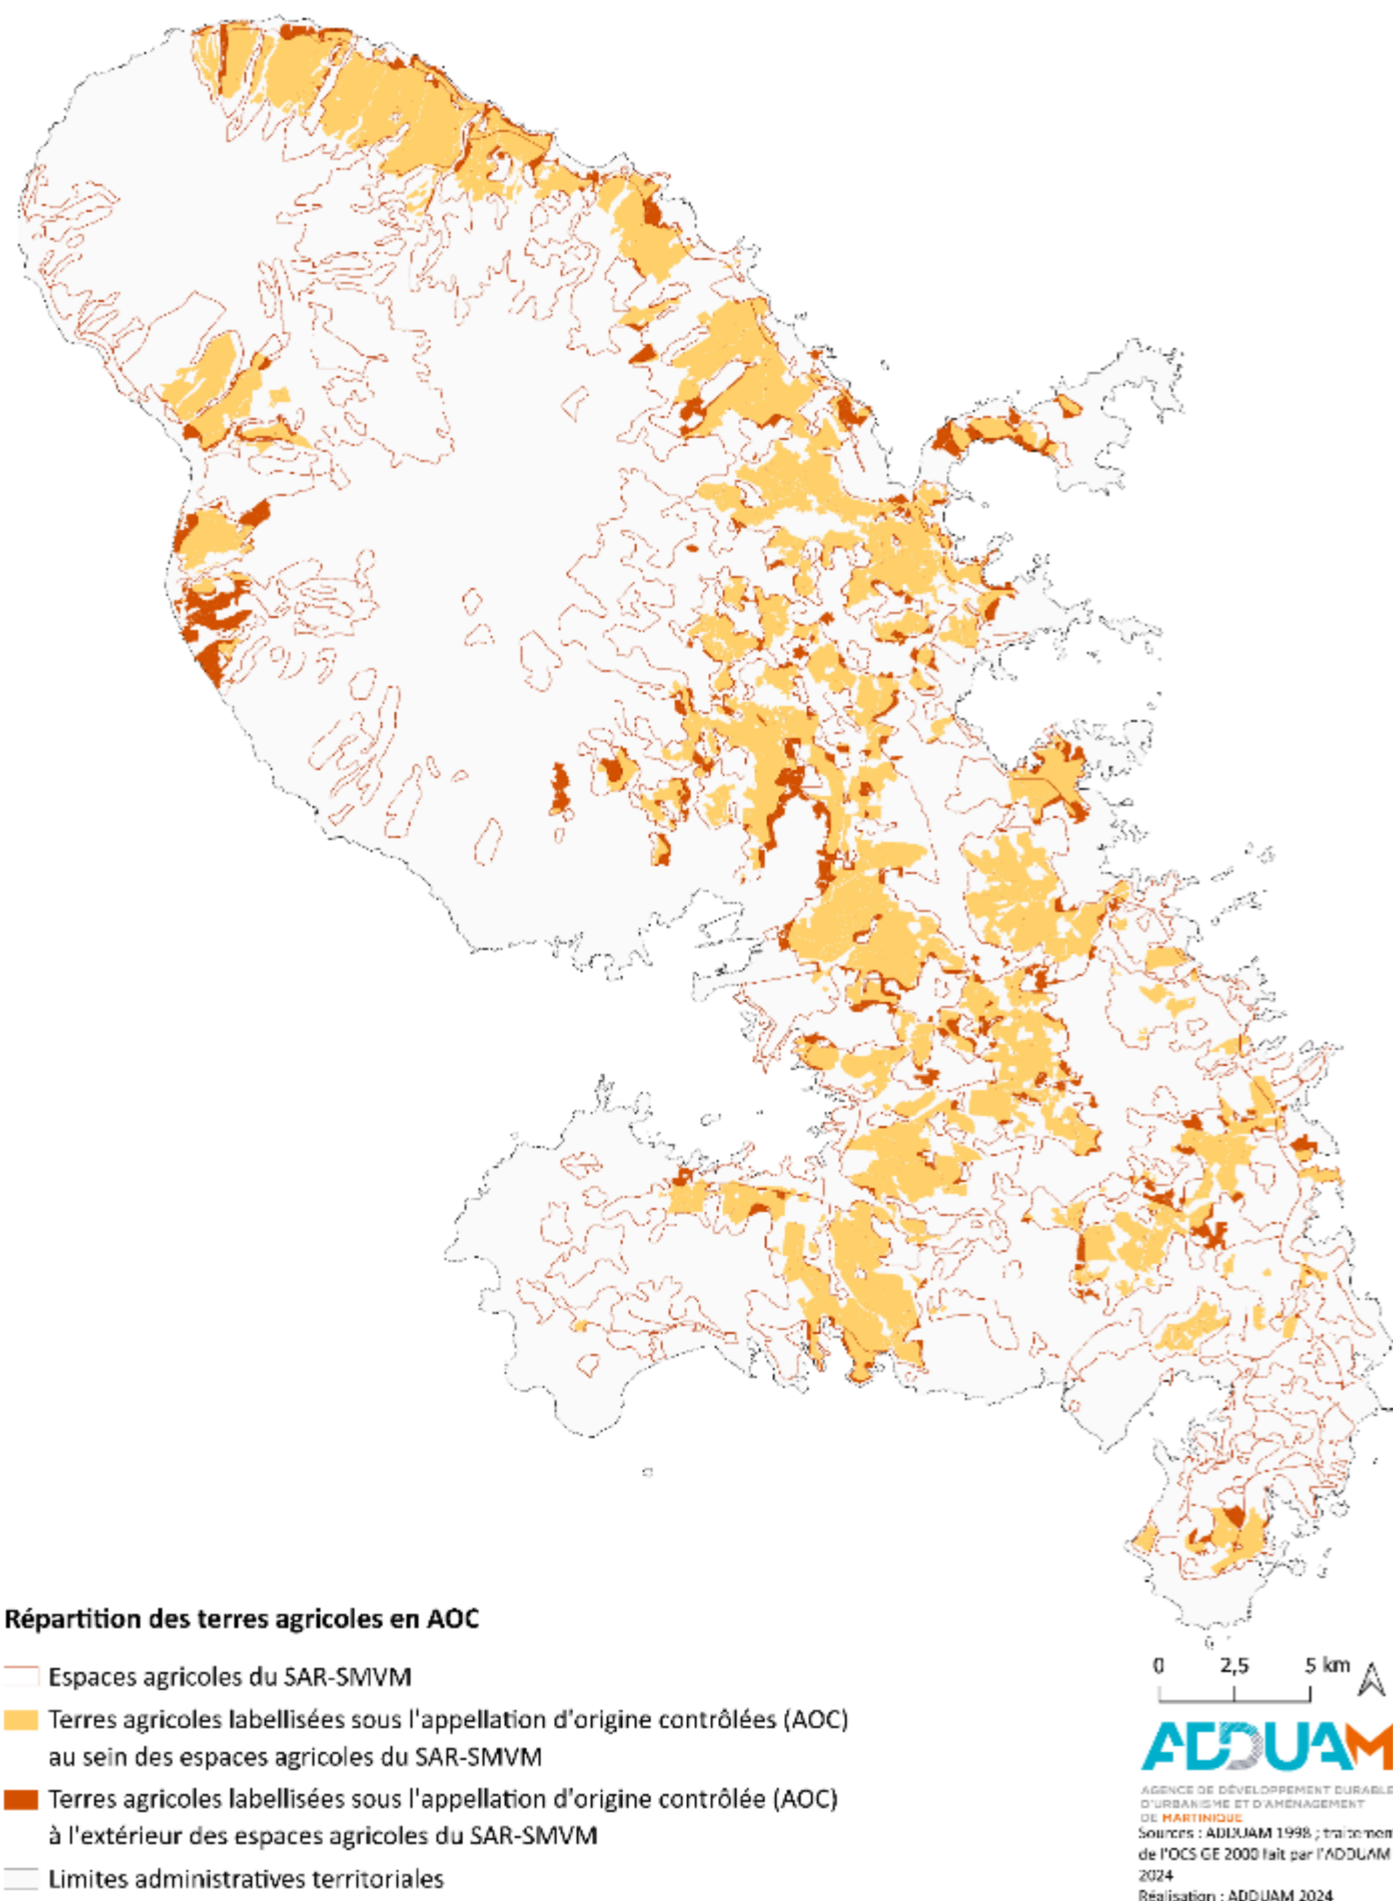 Répartition des terres agricoles en AOC
Espaces agricoles du SAR-SMVM
Terres agricoles labellisées sous l'appellation d'origine contrôlées (AOC)
au sein des espaces agricoles du SAR-SMVM
Terres agricoles labellisées sous l'appellation d'origine contrôlée (AOC)
à l'extérieur des espaces agricoles du SAR-SMVM
Limites administratives territoriales
0 2,5 5 km
ADDUAM
AGENCE DE DÉVELOPPEMENT DURABLE
D'URBANISME ET D'AMÉNAGEMENT
DE MARTINIQUE
Sources : ADDUAM 1998 ; traitemen
de l'OCS GE 2000 fait par l'ADDUAM
2024
Réalisation : ADDUAM 2024